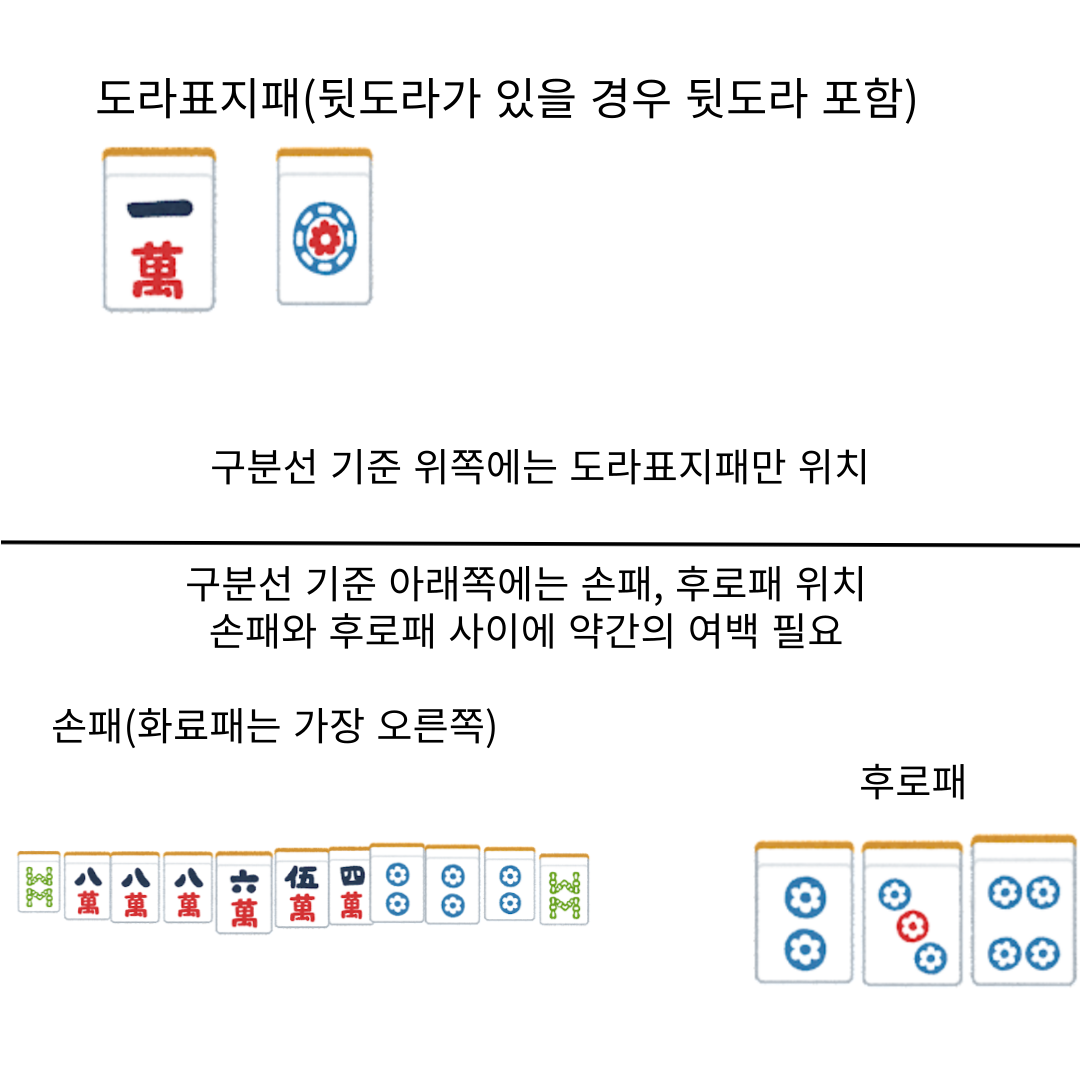 도라표지패(뒷도라가 있을 경우 뒷도라 포함)
一
萬
구분선 기준 위쪽에는 도라표지패만 위치
구분선 기준 아래쪽에는 손패, 후로패 위치
손패와 후로패 사이에 약간의 여백 필요
손패(화료패는 가장 오른쪽)
후로패
八 八 八 六 伍 四
萬 萬 萬 萬 萬 萬